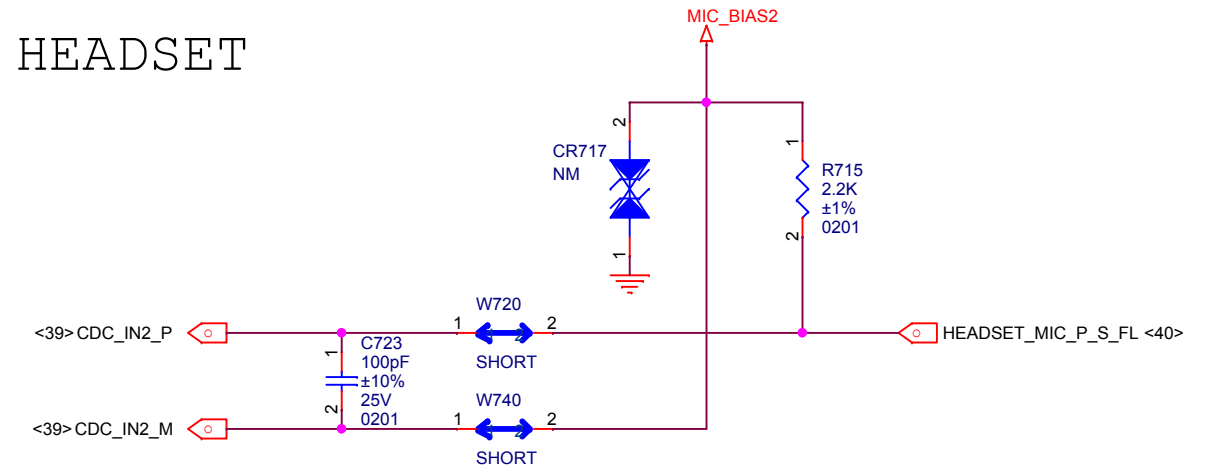 MIC_BIAS2
HEADSET
2
CR717
NM
1
1
R715
2.2K
±1%
0201
2
W720
<39> CDC_IN2_P
1
2
HEADSET_MIC_P_S_FL <40>
SHORT
1
C723
100pF
±10%
25V
0201
2
W740
<39> CDC_IN2_M
1
2
SHORT